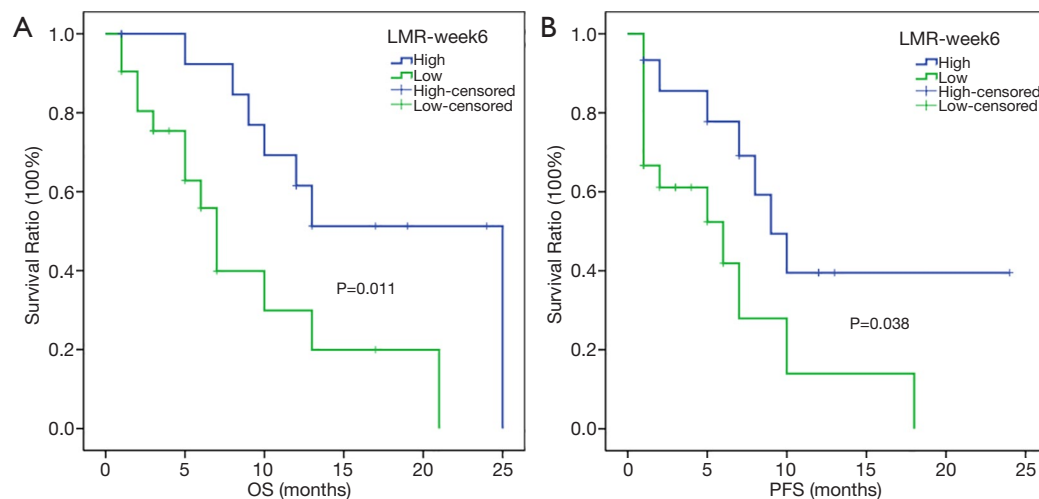 A
LMR-week6
High
Low
High-censored
Low-censored
P=0.011
Survival Ratio (100%)
1.0
0.8
0.6
0.4
0.2
0.0
0 5 10 15 20 25
OS (months)
B
LMR-week6
High
Low
High-censored
Low-censored
P=0.038
Survival Ratio (100%)
1.0
0.8
0.6
0.4
0.2
0.0
0 5 10 15 20 25
PFS (months)